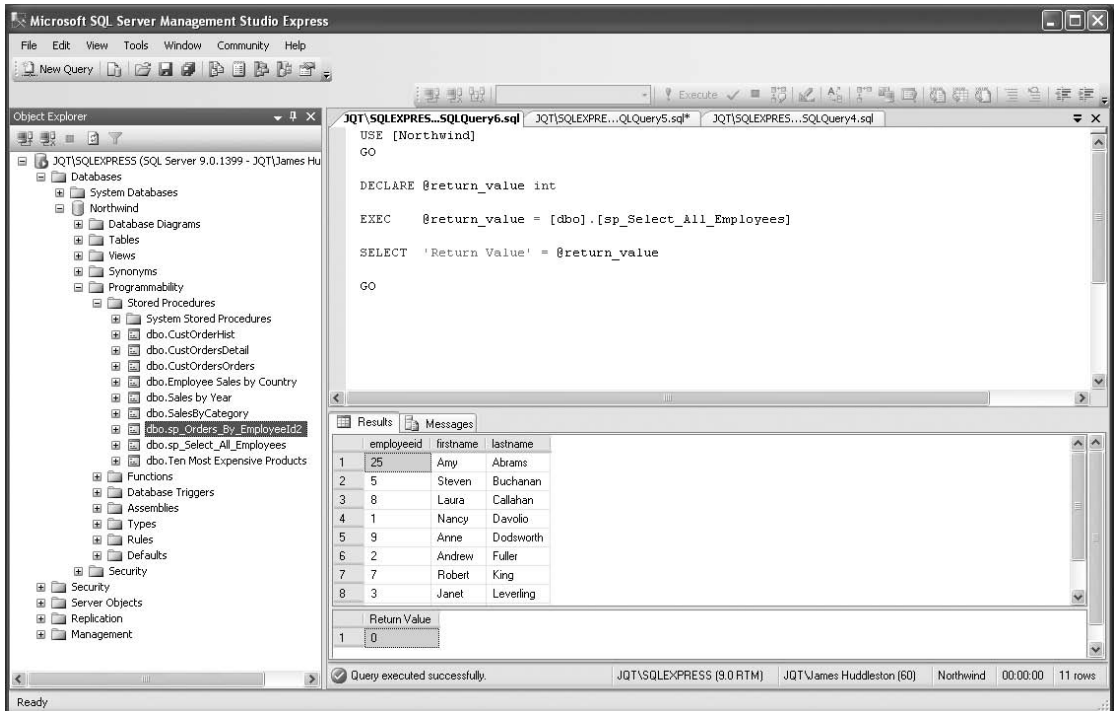 Microsoft SQL Server Management Studio Express
File Edit View Tools Window Community Help
New Query
Execute
Object Explorer
JQT\SQLEXPRESS (SQL Server 9.0.1399 - JQT\James Hu
Databases
System Databases
Northwind
Database Diagrams
Tables
Views
Synonyms
Programmability
Stored Procedures
System Stored Procedures
dbo.CustOrderHist
dbo.CustOrdersDetail
dbo.CustOrdersOrders
dbo.Employee Sales by Country
dbo.Sales by Year
dbo.SalesByCategory
dbo.sp_Orders_By_EmployeeId2
dbo.sp_Select_All_Employees
dbo.Ten Most Expensive Products
Functions
Database Triggers
Assemblies
Types
Rules
Defaults
Security
Security
Server Objects
Replication
Management
JQT\SQLEXPRES...SQLQuery6.sql JQT\SQLEXPRE...QLQuery5.sql* JQT\SQLEXPRES...SQLQuery4.sql
USE [Northwind]
GO
DECLARE @return_value int
EXEC @return_value = [dbo].[sp_Select_All_Employees]
SELECT 'Return Value' = @return_value
GO
Results Messages
employeeid firstname lastname
1 25 Amy Abrams
2 5 Steven Buchanan
3 8 Laura Callahan
4 1 Nancy Davolio
5 9 Anne Dodsworth
6 2 Andrew Fuller
7 7 Robert King
8 3 Janet Leverling
Return Value
1 0
Query executed successfully. JQT\SQLEXPRESS (9.0 RTM) JQT\James Huddleston (60) Northwind 00:00:00 11 rows
Ready